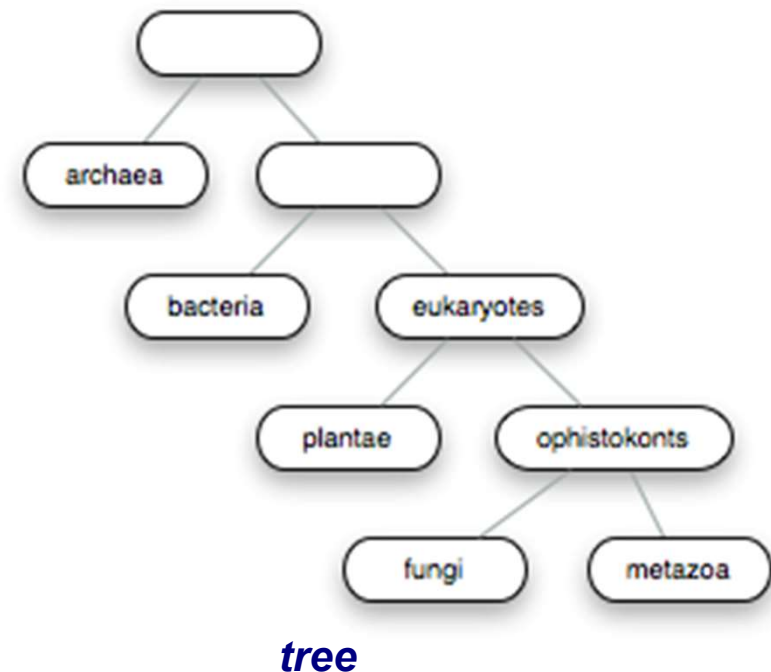 archaea
bacteria eukaryotes
plantae ophistokonts
fungi metazoa
tree